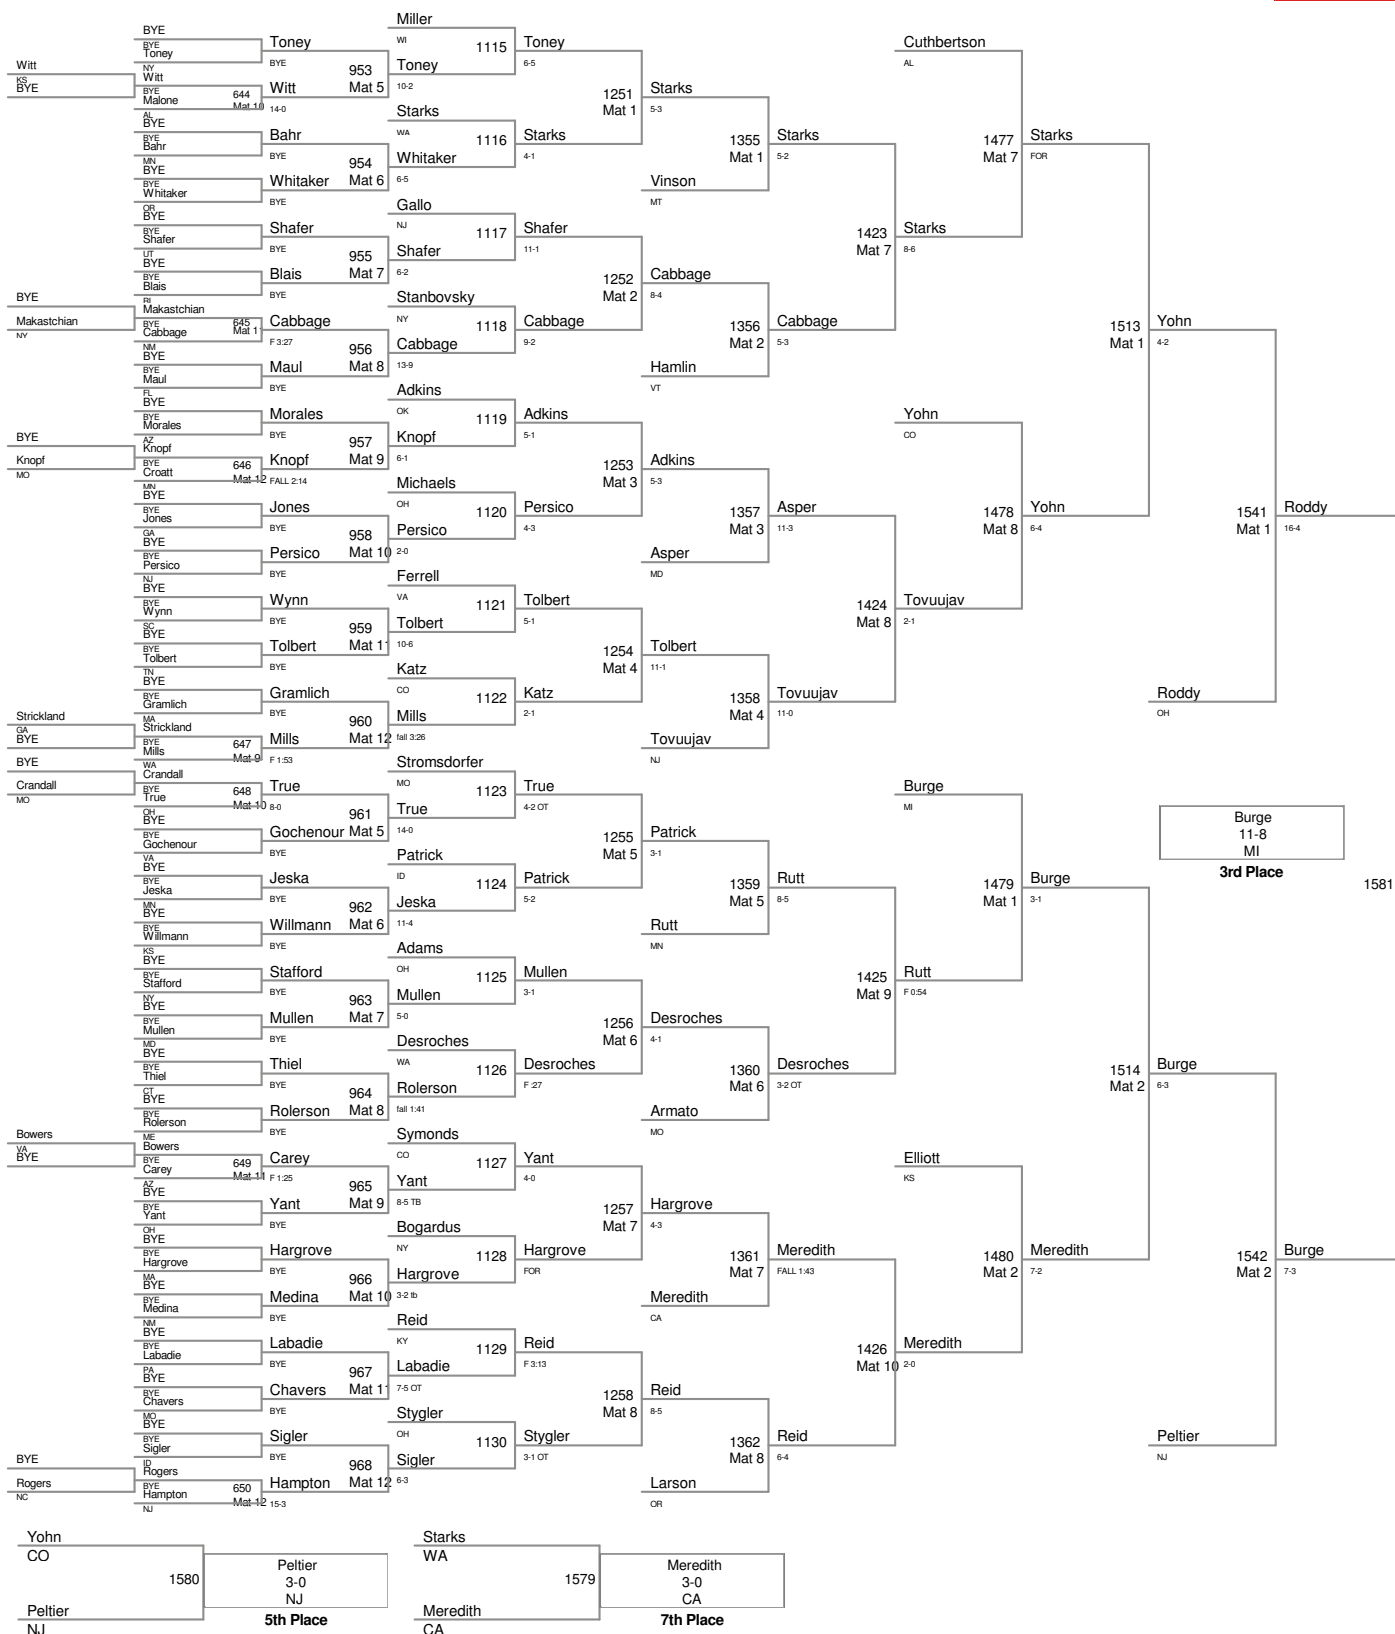 Witt
KS
BYE
BYE
Makastchian
NY
BYE
Knopf
MO
Strickland
GA
BYE
BYE
Crandall
MO
Bowers
VA
BYE
BYE
Rogers
NC
BYE
BYE
Toney
NY
Witt
BYE
Malone
AL
BYE
BYE
Bahr
MN
BYE
BYE
Whitaker
OR
BYE
BYE
Shafer
UT
BYE
BYE
Blais
RI
Makastchian
BYE
Cabbage
NM
BYE
BYE
Maul
FL
BYE
BYE
Morales
AZ
Knopf
BYE
Croatt
MN
BYE
BYE
Jones
GA
BYE
BYE
Persico
NJ
BYE
BYE
Wynn
SC
BYE
BYE
Tolbert
TN
BYE
BYE
Gramlich
MA
Strickland
BYE
Mills
WA
Crandall
BYE
True
OH
BYE
BYE
Gochenour
VA
BYE
BYE
Jeska
MN
BYE
BYE
Willmann
KS
BYE
BYE
Stafford
NY
BYE
BYE
Mullen
MD
BYE
BYE
Thiel
CT
BYE
BYE
Rolerson
ME
Bowers
BYE
Carey
AZ
BYE
BYE
Yant
OH
BYE
BYE
Hargrove
MA
BYE
BYE
Medina
NM
BYE
BYE
Labadie
PA
BYE
BYE
Chavers
MO
BYE
BYE
Sigler
ID
Rogers
BYE
Hampton
NJ
644
Mat 10
645
Mat 11
646
Mat 12
647
Mat 9
648
Mat 10
649
Mat 11
650
Mat 12
Toney
BYE
Witt
14-0
Bahr
BYE
Whitaker
BYE
Shafer
BYE
Blais
BYE
Cabbage
F 3:27
Maul
BYE
Morales
BYE
Knopf
FALL 2:14
Jones
BYE
Persico
BYE
Wynn
BYE
Tolbert
BYE
Gramlich
BYE
Mills
F 1:53
True
8-0
Gochenour
BYE
Jeska
BYE
Willmann
BYE
Stafford
BYE
Mullen
BYE
Thiel
BYE
Rolerson
BYE
Carey
F 1:25
Yant
BYE
Hargrove
BYE
Medina
BYE
Labadie
BYE
Chavers
BYE
Sigler
BYE
Hampton
15-3
953
Mat 5
954
Mat 6
955
Mat 7
956
Mat 8
957
Mat 9
958
Mat 10
959
Mat 11
960
Mat 12
961
Mat 5
962
Mat 6
963
Mat 7
964
Mat 8
965
Mat 9
966
Mat 10
967
Mat 11
968
Mat 12
Miller
WI
Toney
10-2
Starks
WA
Whitaker
6-5
Gallo
NJ
Shafer
6-2
Stanbovsky
NY
Cabbage
13-9
Adkins
OK
Knopf
6-1
Michaels
OH
Persico
2-0
Ferrell
VA
Tolbert
10-6
Katz
CO
Mills
fall 3:26
Stromsdorfer
MO
True
14-0
Patrick
ID
Jeska
11-4
Adams
OH
Mullen
5-0
Desroches
WA
Rolerson
fall 1:41
Symonds
CO
Yant
8-5 TB
Bogardus
NY
Hargrove
3-2 tb
Reid
KY
Labadie
7-5 OT
Stygler
OH
Sigler
6-3
1115
1116
1117
1118
1119
1120
1121
1122
1123
1124
1125
1126
1127
1128
1129
1130
Toney
6-5
Starks
4-1
Shafer
11-1
Cabbage
9-2
Adkins
5-1
Persico
4-3
Tolbert
5-1
Katz
2-1
True
4-2 OT
Patrick
5-2
Mullen
3-1
Desroches
F :27
Yant
4-0
Hargrove
FOR
Reid
F 3:13
Stygler
3-1 OT
1251
Mat 1
1252
Mat 2
1253
Mat 3
1254
Mat 4
1255
Mat 5
1256
Mat 6
1257
Mat 7
1258
Mat 8
Starks
5-3
Vinson
MT
Cabbage
8-4
Hamlin
VT
Adkins
5-3
Asper
MD
Tolbert
11-1
Tovuujav
NJ
Patrick
3-1
Rutt
MN
Desroches
4-1
Armato
MO
Hargrove
4-3
Meredith
CA
Reid
8-5
Larson
OR
1355
Mat 1
1356
Mat 2
1357
Mat 3
1358
Mat 4
1359
Mat 5
1360
Mat 6
1361
Mat 7
1362
Mat 8
Starks
5-2
Cabbage
5-3
Asper
11-3
Tovuujav
11-0
Rutt
8-5
Desroches
3-2 OT
Meredith
FALL 1:43
Reid
6-4
1423
Mat 7
1424
Mat 8
1425
Mat 9
1426
Mat 10
Cuthbertson
AL
Starks
8-6
Yohn
CO
Tovuujav
2-1
Burge
MI
Rutt
F 0:54
Elliott
KS
Meredith
2-0
1477
Mat 7
1478
Mat 8
1479
Mat 1
1480
Mat 2
Starks
FOR
Yohn
6-4
Burge
3-1
Meredith
7-2
1513
Mat 1
1514
Mat 2
Yohn
4-2
Roddy
OH
Burge
6-3
Peltier
NJ
1541
Mat 1
1542
Mat 2
Roddy
16-4
Burge
7-3
Burge
11-8
MI
3rd Place
1581
Yohn
CO
1580
Peltier
NJ
Peltier
3-0
NJ
5th Place
Starks
WA
1579
Meredith
CA
Meredith
3-0
CA
7th Place